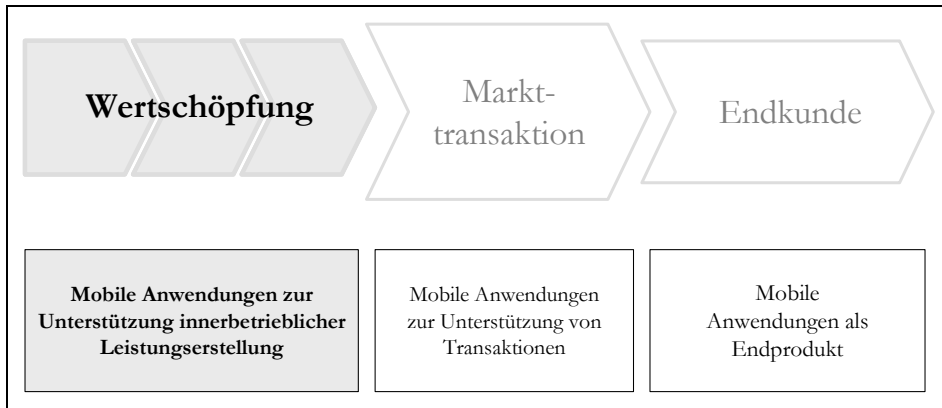 Wertschöpfung
Markt-
transaktion
Endkunde
Mobile Anwendungen zur
Unterstützung innerbetrieblicher
Leistungserstellung
Mobile Anwendungen
zur Unterstützung von
Transaktionen
Mobile
Anwendungen als
Endprodukt